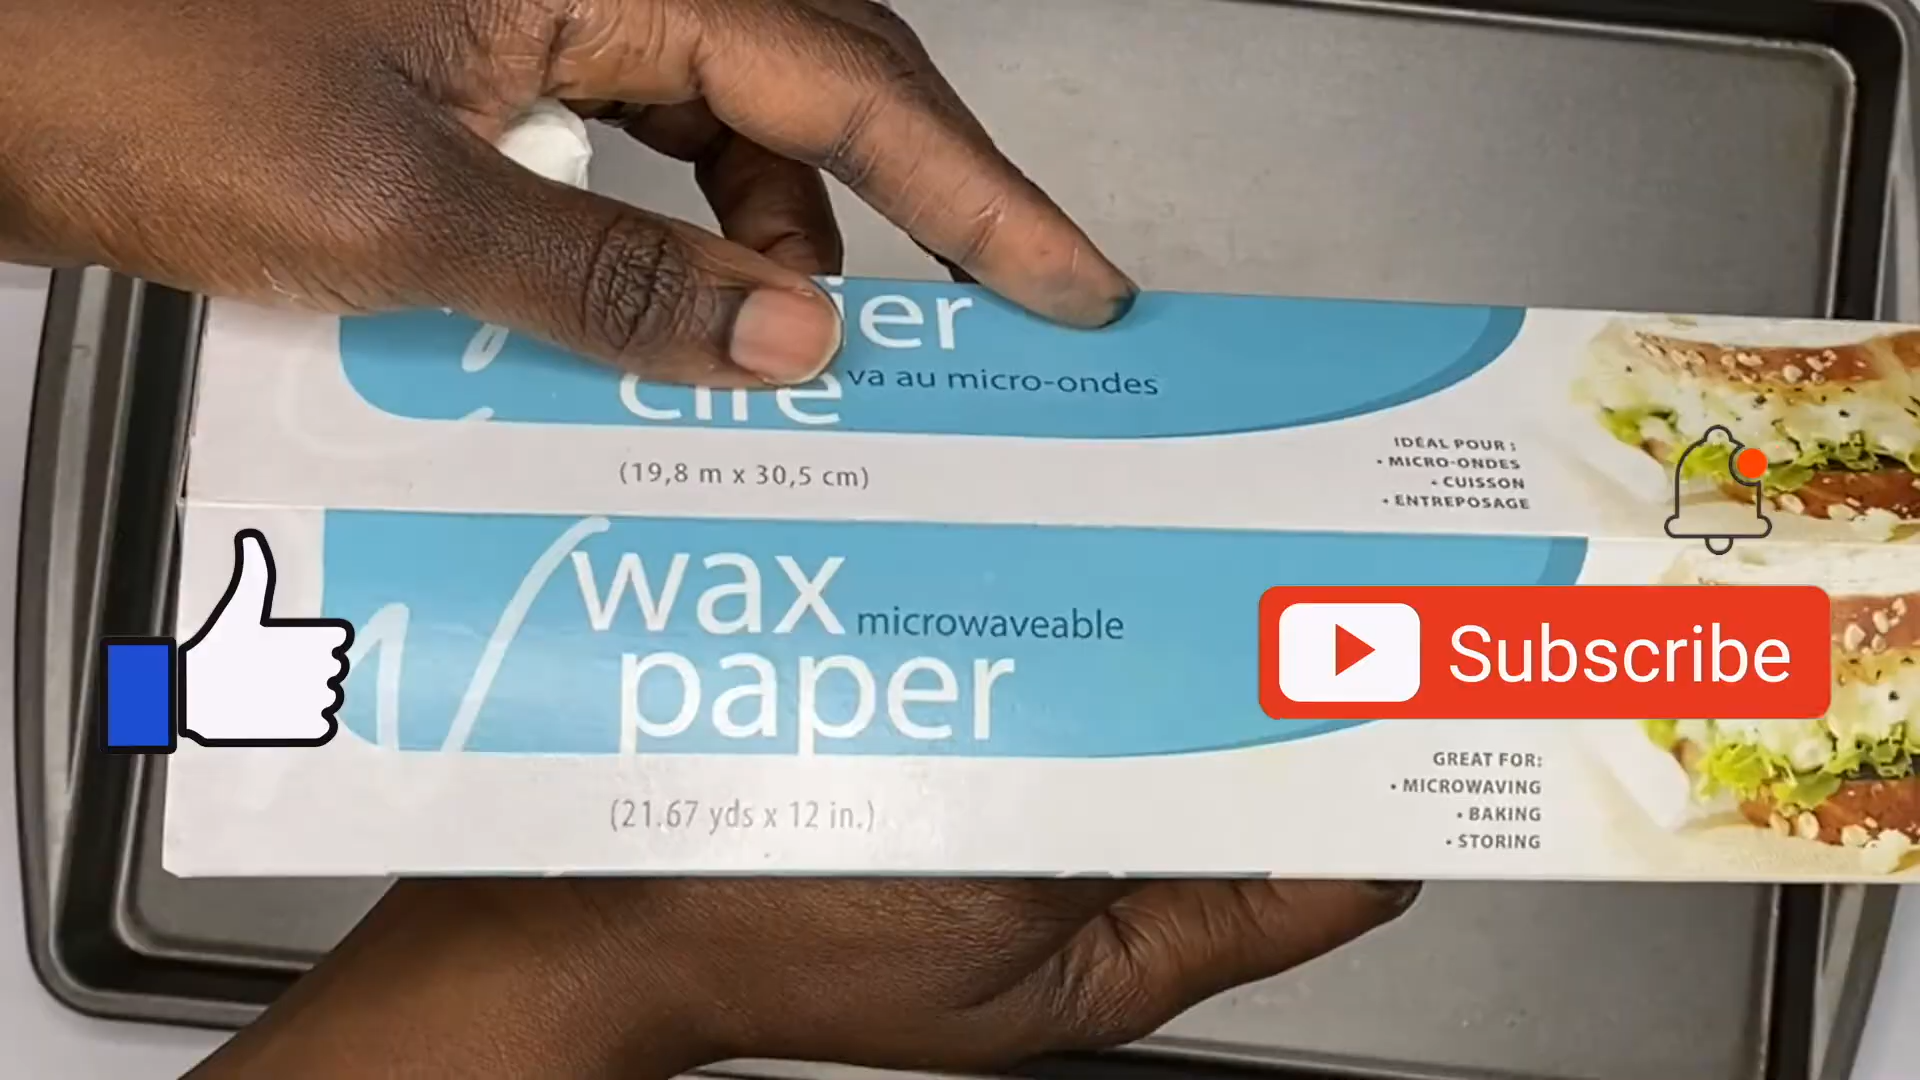 va au micro-ondes
(19,8 m x 30,5 cm)
IDÉAL POUR :
• MICRO-ONDES
• CUISSON
• ENTREPOSAGE
wax
microwaveable
paper
(21.67 yds x 12 in.)
Subscribe
GREAT FOR:
• MICROWAVING
• BAKING
• STORING